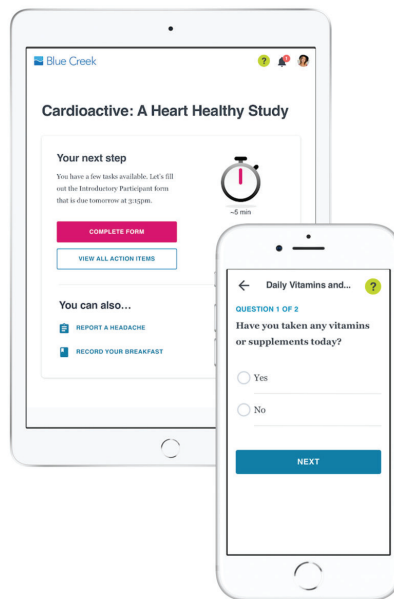 Blue Creek
?
Cardioactive: A Heart Healthy Study
Your next step
You have a few tasks available. Let's fill
out the Introductory Participant form
that is due tomorrow at 3:15pm.
~5 min
COMPLETE FORM
VIEW ALL ACTION ITEMS
You can also...
REPORT A HEADACHE
RECORD YOUR BREAKFAST
Daily Vitamins and...
?
QUESTION 1 OF 2
Have you taken any vitamins
or supplements today?
Yes
No
NEXT